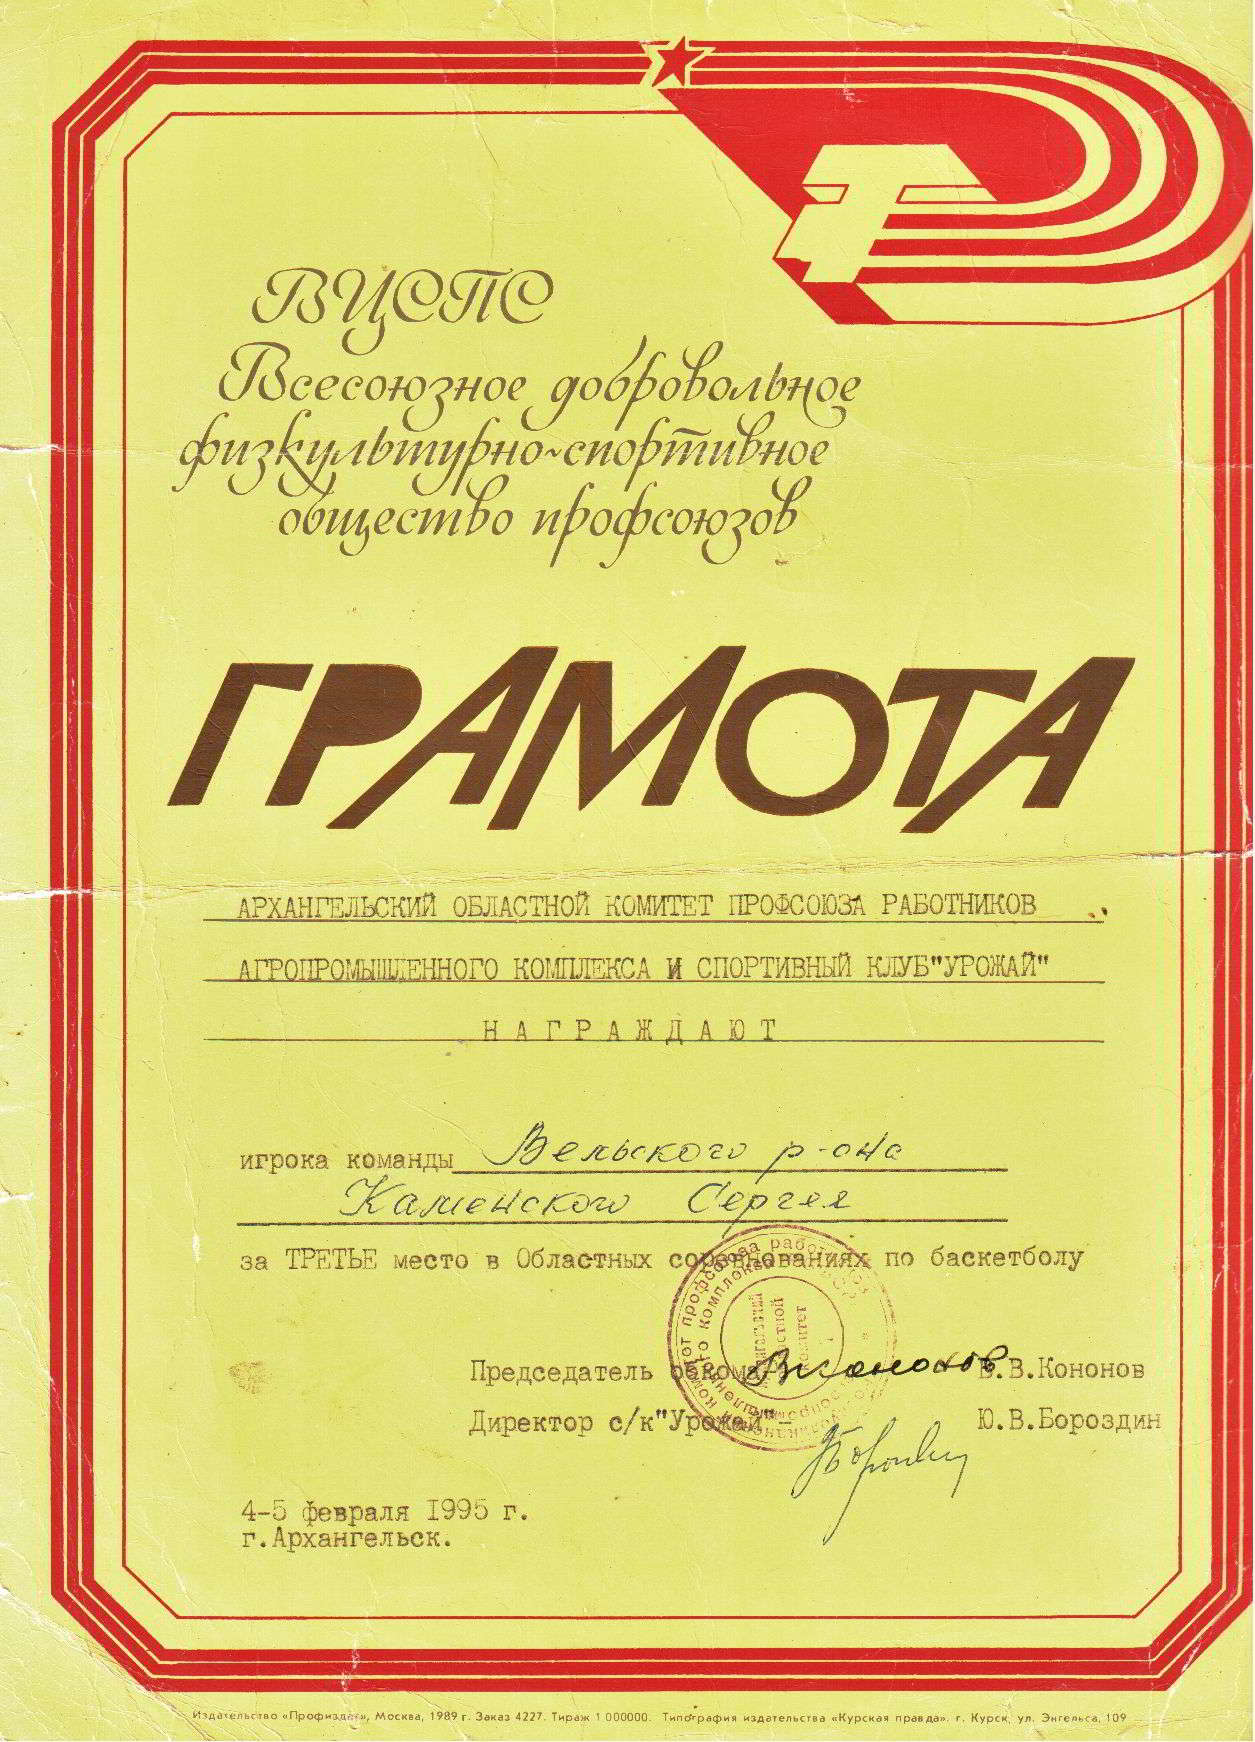 ВЦСПС
Всесоюзное добровольное
физкультурно-спортивное
общество профсоюзов
ГРАМОТА
АРХАНГЕЛЬСКИЙ ОБЛАСТНОЙ КОМИТЕТ ПРОФСОЮЗА РАБОТНИКОВ
АГРОПРОМЫШЛЕННОГО КОМПЛЕКСА И СПОРТИВНЫЙ КЛУБ"УРОЖАЙ"
НАГРАЖДАЮТ
игрока команды Вельского р-она
Каменского Сергея
за ТРЕТЬЕ место в Областных соревнованиях по баскетболу
Председатель обкома В.В.Кононов
Директор с/к"Урожай"– Ю.В.Бороздин
4-5 февраля 1995 г.
г.Архангельск.
Издательство «Профиздат», Москва, 1989 г. Заказ 4227. Тираж 1 000000. Типография издательства «Курская правда». г. Курск, ул. Энгельса, 109